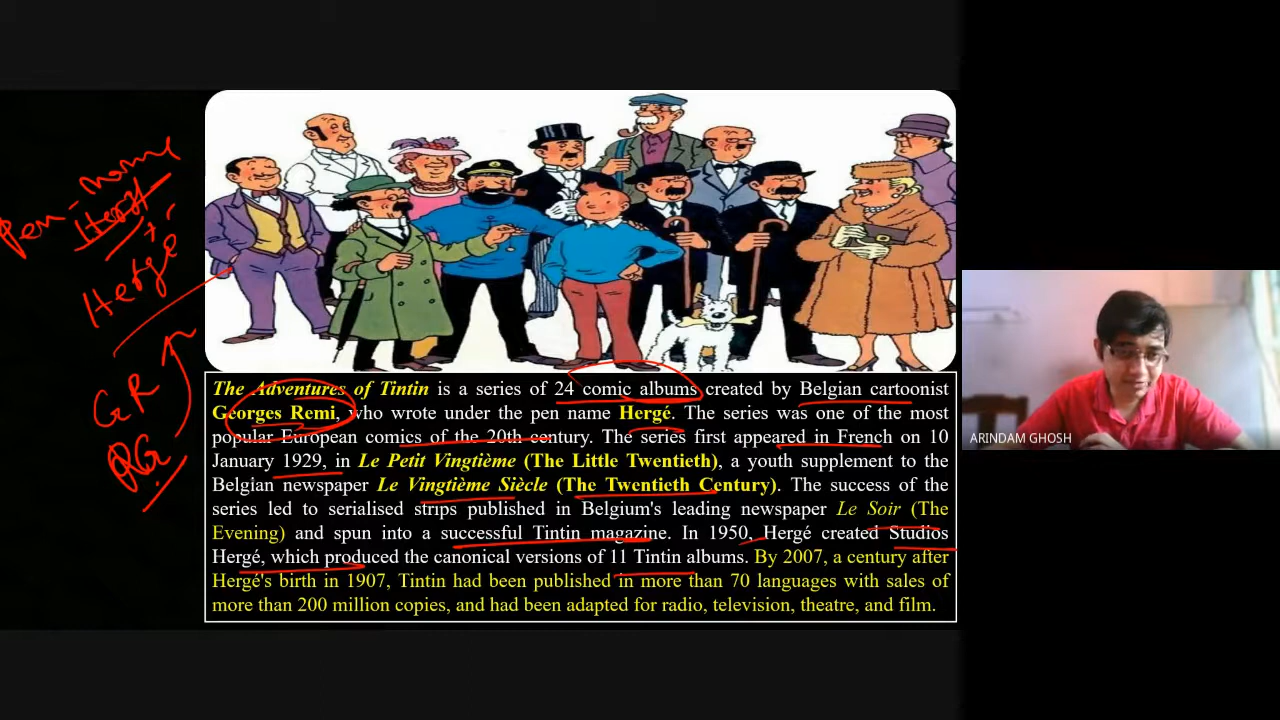 Pen-name
Hergé
GR
RG
The Adventures of Tintin is a series of 24 comic albums created by Belgian cartoonist
Georges Remi, who wrote under the pen name Hergé. The series was one of the most
popular European comics of the 20th century. The series first appeared in French on 10
January 1929, in Le Petit Vingtième (The Little Twentieth), a youth supplement to the
Belgian newspaper Le Vingtième Siècle (The Twentieth Century). The success of the
series led to serialised strips published in Belgium's leading newspaper Le Soir (The
Evening) and spun into a successful Tintin magazine. In 1950, Hergé created Studios
Hergé, which produced the canonical versions of 11 Tintin albums. By 2007, a century after
Hergé's birth in 1907, Tintin had been published in more than 70 languages with sales of
more than 200 million copies, and had been adapted for radio, television, theatre, and film.
ARINDAM GHOSH